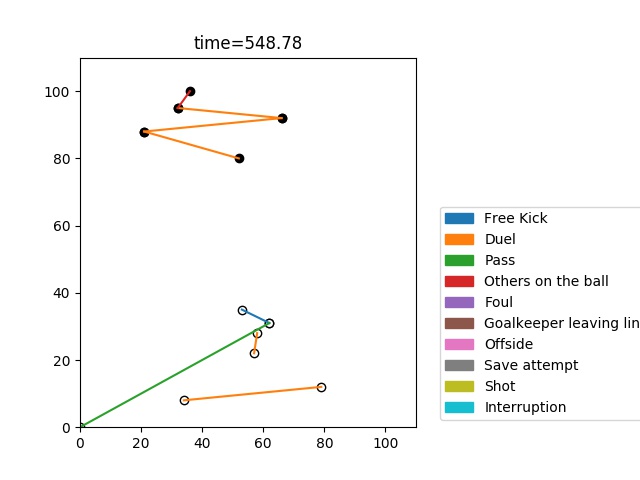 time=548.78
100
80
60
40
20
0
0 20 40 60 80 100
Free Kick
Duel
Pass
Others on the ball
Foul
Goalkeeper leaving lin
Offside
Save attempt
Shot
Interruption